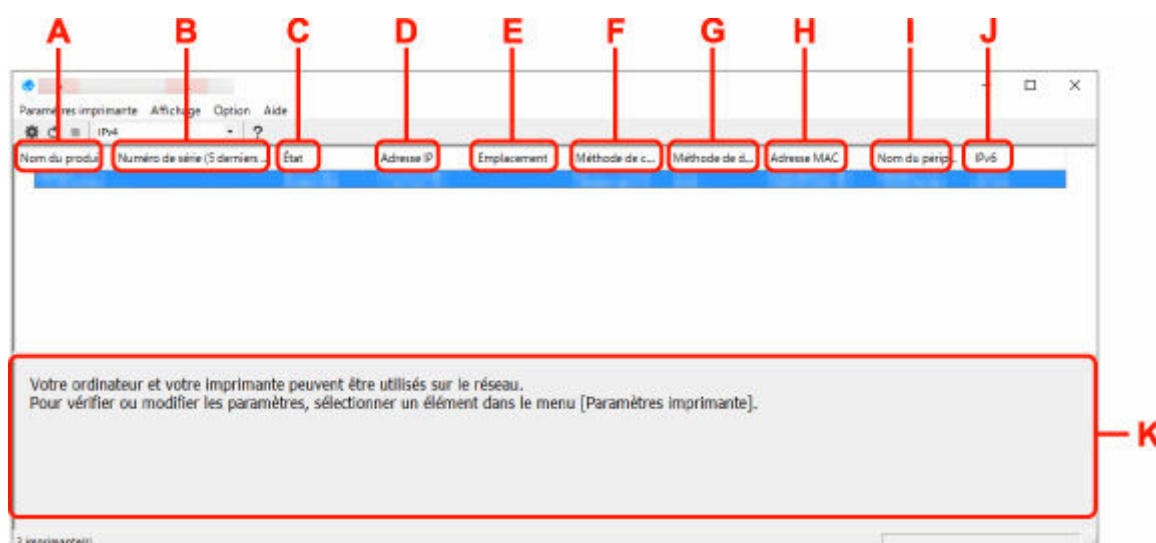 A B C D E F G H I J
Paramètres imprimante Affichage Option Aide
IPv4 ?
Nom du produi Numéro de série (5 derniers ... État Adresse IP Emplacement Méthode de c... Méthode de d... Adresse MAC Nom du périp... IPv6
Votre ordinateur et votre imprimante peuvent être utilisés sur le réseau.
Pour vérifier ou modifier les paramètres, sélectionner un élément dans le menu [Paramètres imprimante].
K
imprimante(s)